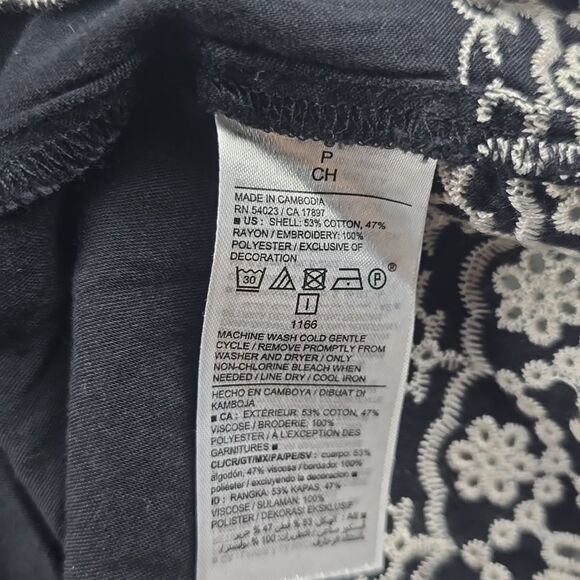 P
CH
MADE IN CAMBODIA
RN 54023 / CA 17897
■ US : SHELL: 53% COTTON, 47%
RAYON / EMBROIDERY: 100%
POLYESTER / EXCLUSIVE OF
DECORATION
30 P ®
I
1166
MACHINE WASH COLD GENTLE
CYCLE / REMOVE PROMPTLY FROM
WASHER AND DRYER / ONLY
NON-CHLORINE BLEACH WHEN
NEEDED / LINE DRY / COOL IRON
HECHO EN CAMBOYA / DIBUAT DI
KAMBOJA
■ CA : EXTÉRIEUR: 53% COTON, 47%
VISCOSE / BRODERIE: 100%
POLYESTER / À L'EXCEPTION DES
GARNITURES ■
CL/CR/GT/MX/PA/PE/SV : cuerpo: 53%
algodón, 47% viscosa / bordador: 100%
poliéster / excluyendo la decoración ■
ID : RANGKA: 53% KAPAS, 47%
VISCOSE / SULAMAN: 100%
POLISTER / DEKORASI EKSKLUSIF